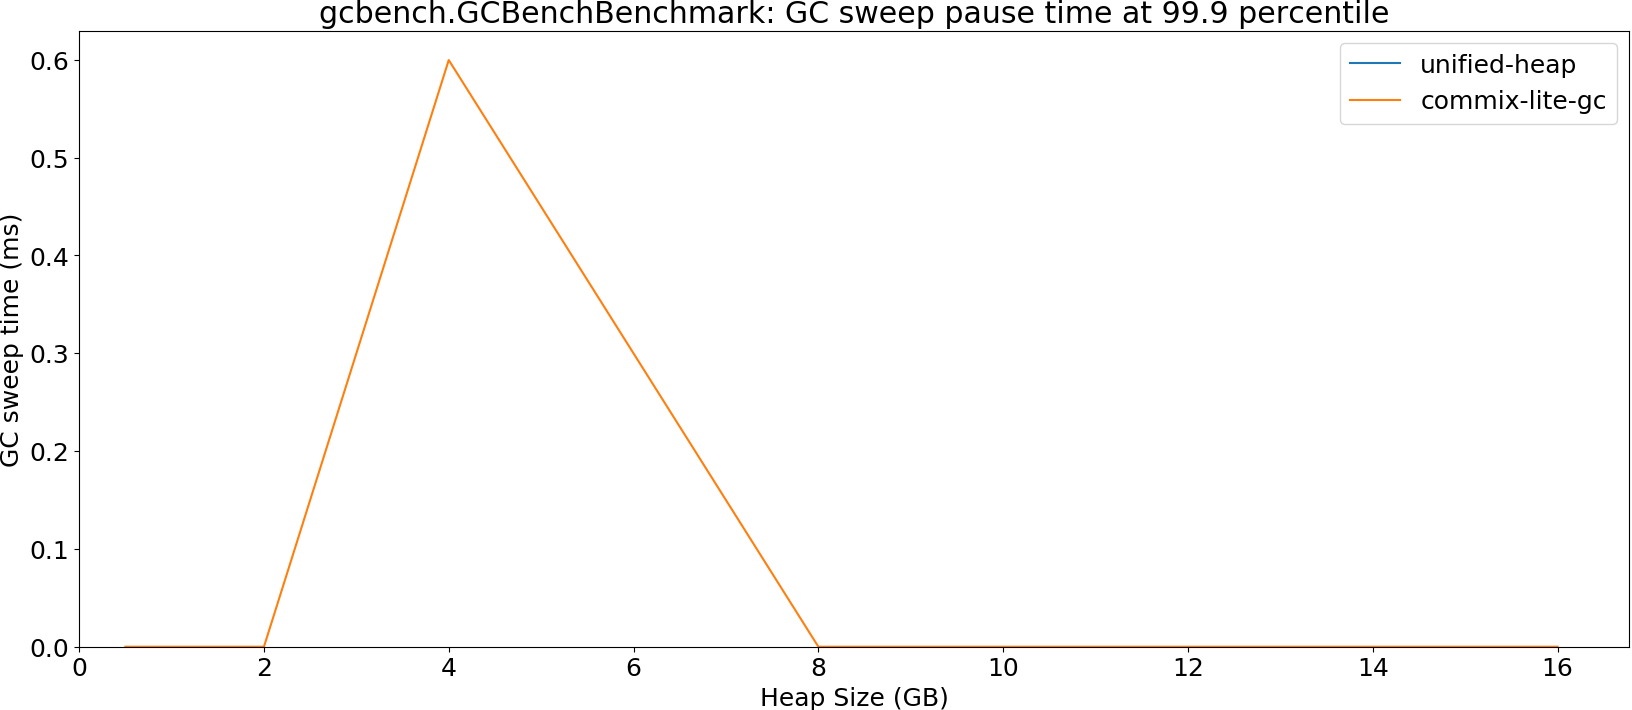 gcbench.GCBenchBenchmark: GC sweep pause time at 99.9 percentile
unified-heap
commix-lite-gc
GC sweep time (ms)
0.6
0.5
0.4
0.3
0.2
0.1
0.0
0 2 4 6 8 10 12 14 16
Heap Size (GB)